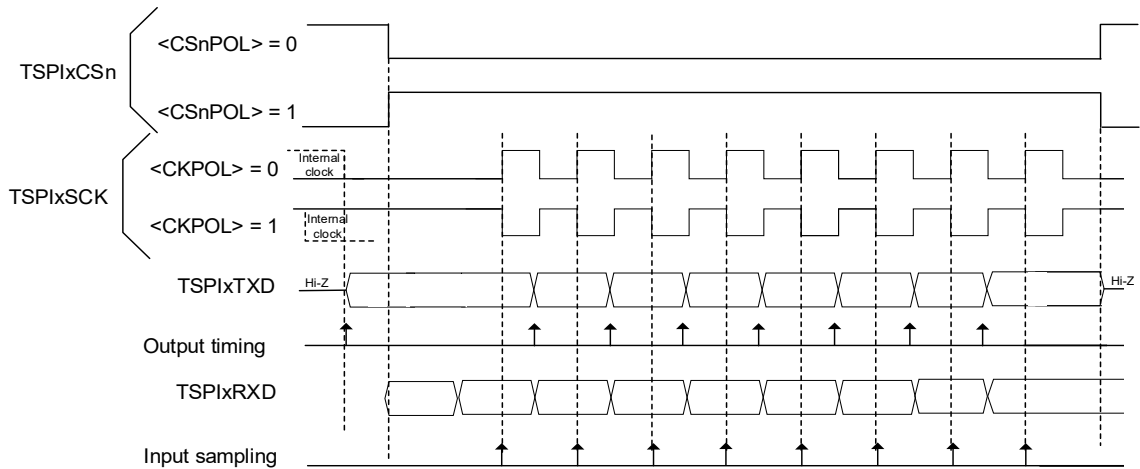 <CSnPOL> = 0
TSPIxCSn
<CSnPOL> = 1
<CKPOL> = 0
Internal
clock
TSPIxSCK
<CKPOL> = 1
Internal
clock
TSPIxTXD
Hi-Z
Hi-Z
Output timing
TSPIxRXD
Input sampling